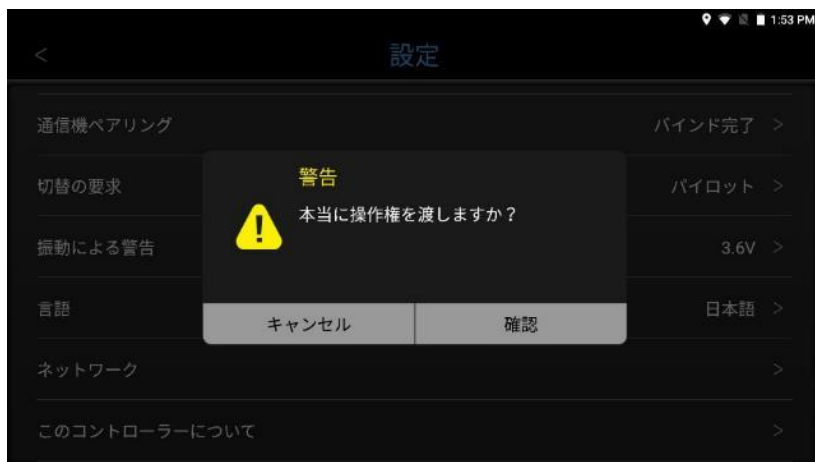 1:53 PM
<
設定
通信機ペアリング
バインド完了 >
切替の要求
パイロット >
警告
本当に操作権を渡しますか？
振動による警告
3.6V >
言語
日本語 >
キャンセル
確認
ネットワーク
>
このコントローラーについて
>